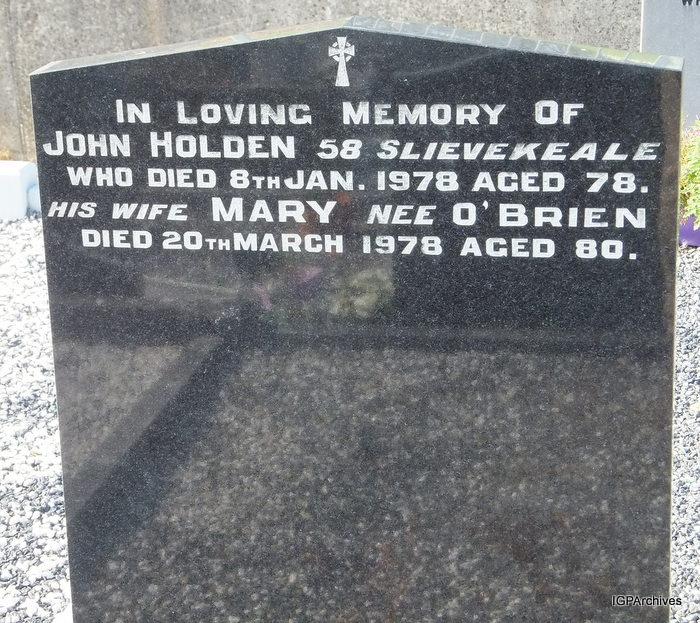 IN LOVING MEMORY OF
JOHN HOLDEN 58 SLIEVEKEALE
WHO DIED 8TH JAN. 1978 AGED 78.
HIS WIFE MARY NEE O'BRIEN
DIED 20TH MARCH 1978 AGED 80.
IGPArchives